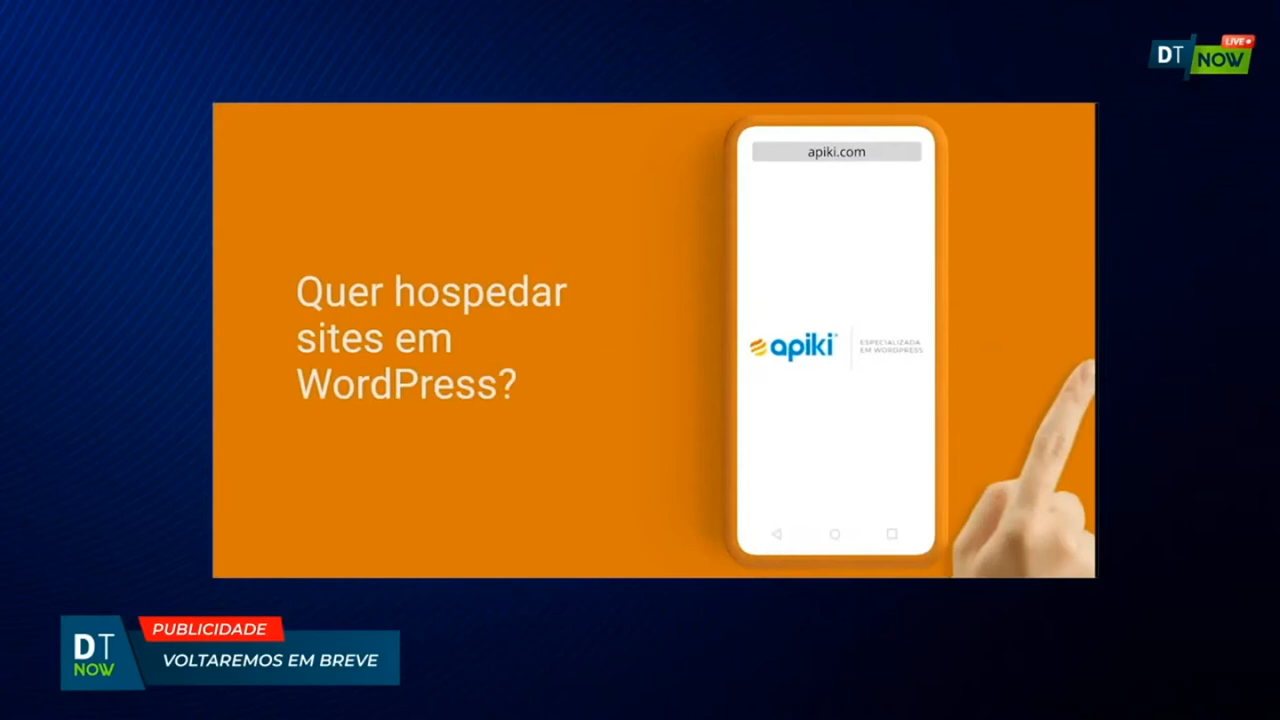 DT
LIVE
NOW
apiki.com
Quer hospedar
sites em
WordPress?
apiki
ESPECIALIZADA
EM WORDPRESS
DT
NOW
PUBLICIDADE
VOLTAREMOS EM BREVE